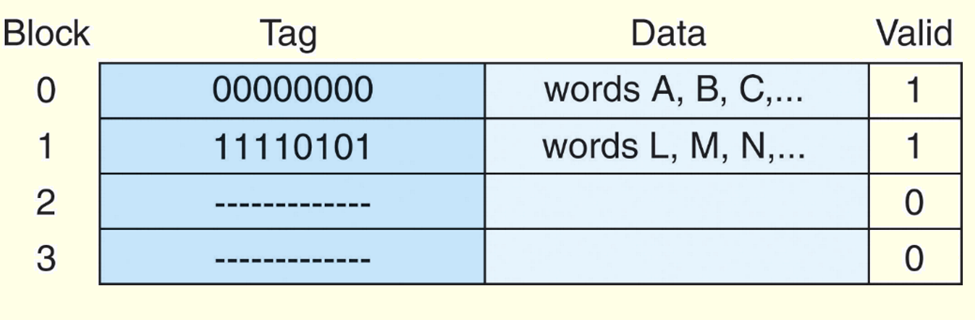 Block Tag Data Valid
0 00000000 words A, B, C,... 1
1 11110101 words L, M, N,... 1
2 ------------- 0
3 ------------- 0